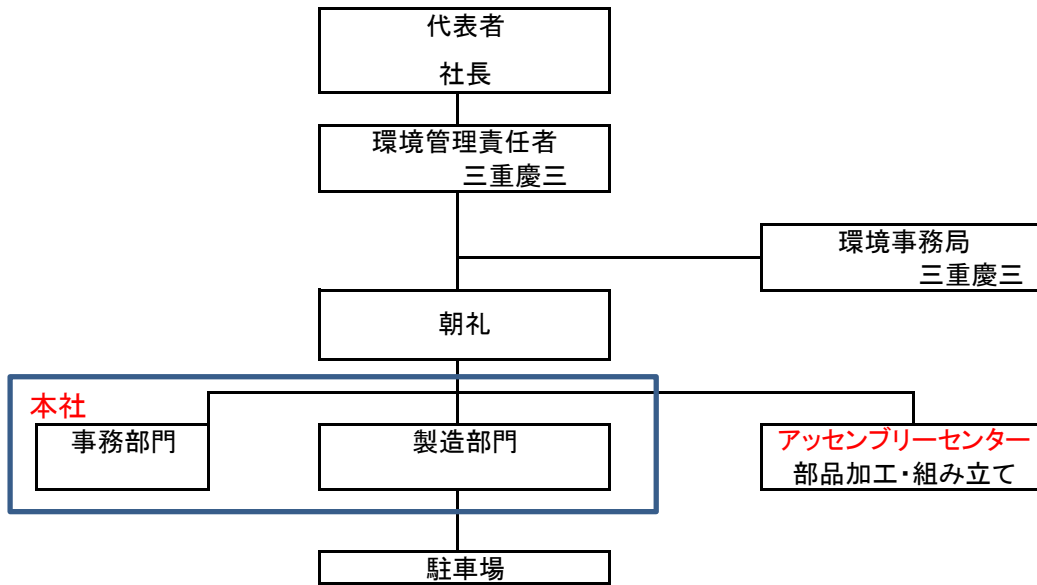 代表者
社長
環境管理責任者
三重慶三
環境事務局
三重慶三
朝礼
本社
事務部門
製造部門
アッセンブリーセンター
部品加工・組み立て
駐車場